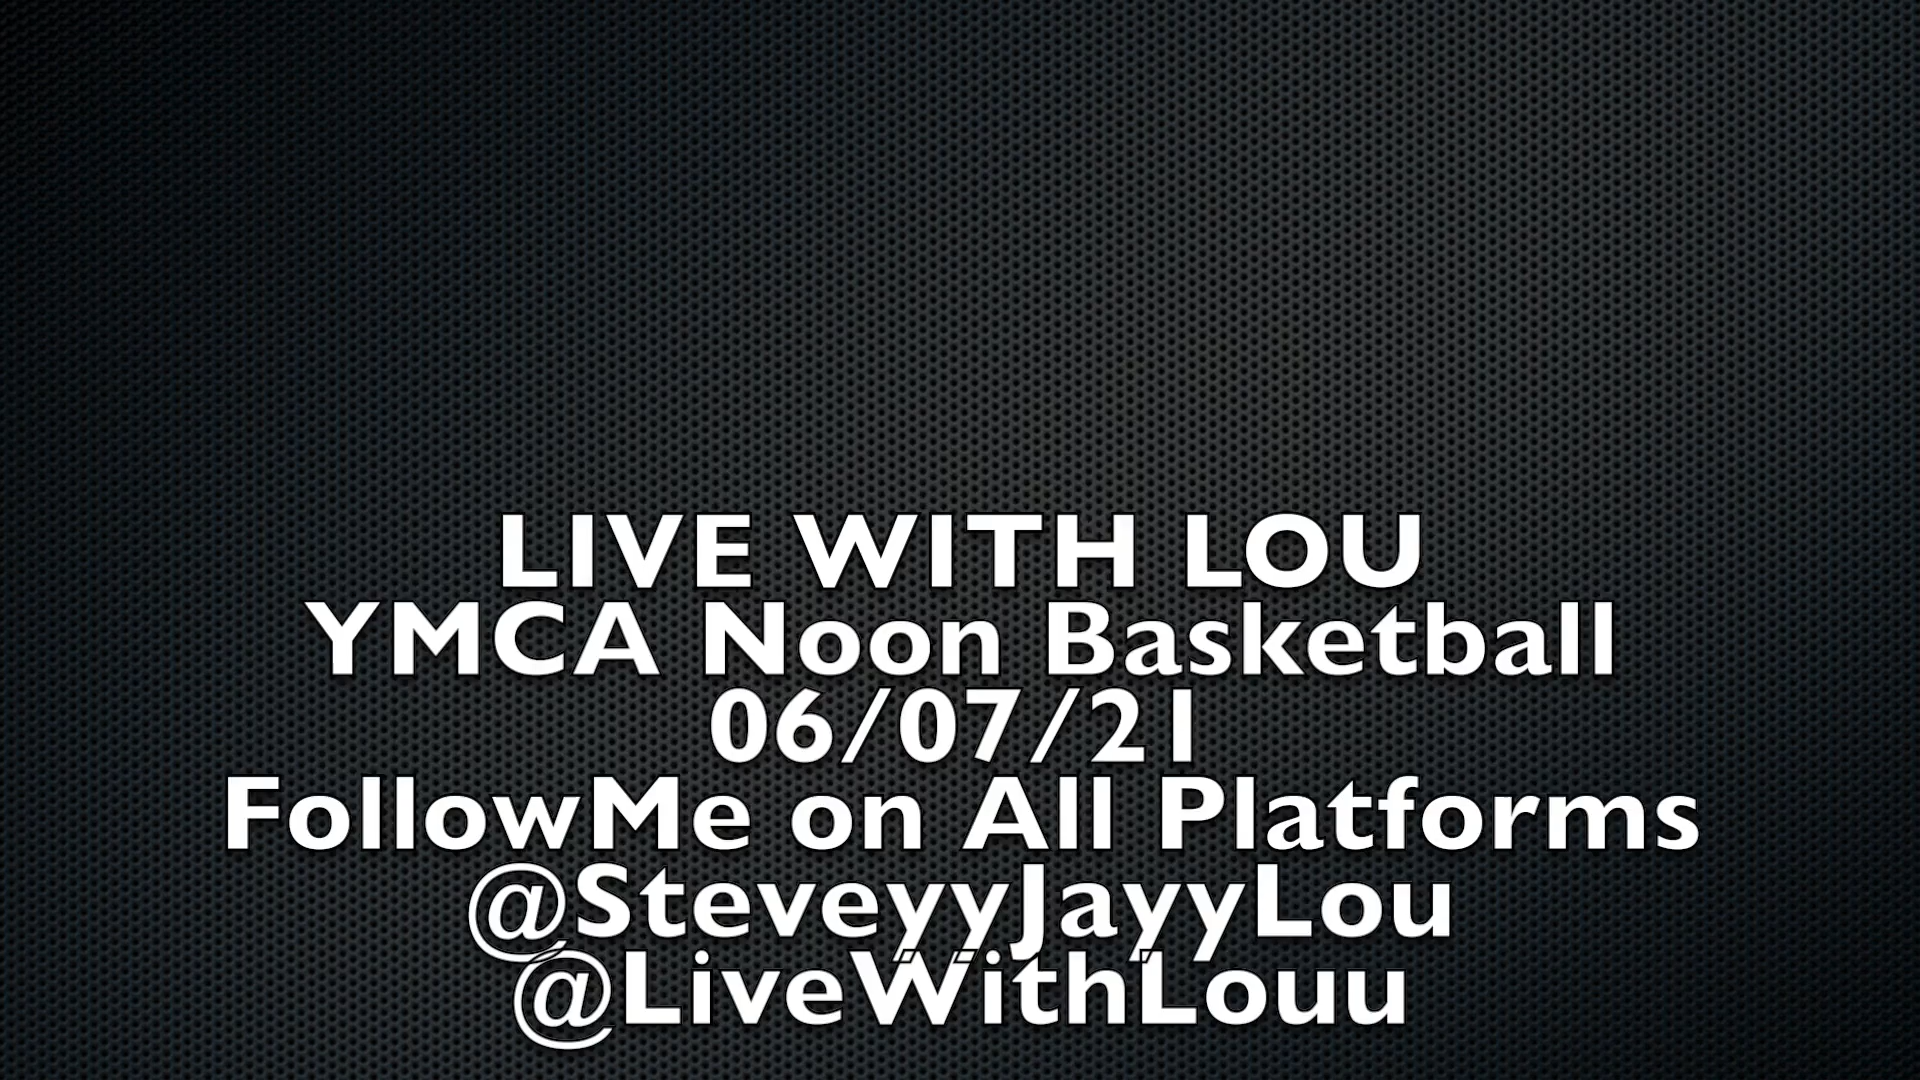 LIVE WITH LOU
YMCA Noon Basketball
06/07/21
FollowMe on All Platforms
@SteveyyJayyLou
@LiveWithLouu